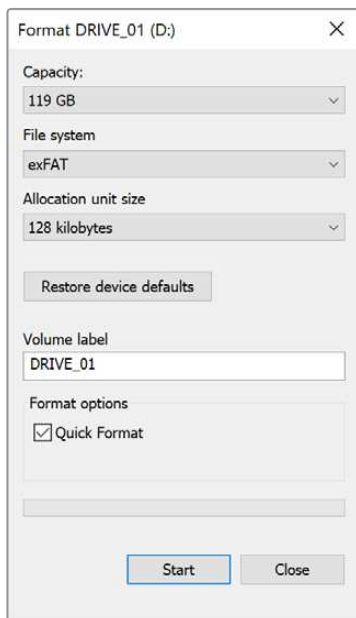 Format DRIVE_01 (D:)
Capacity:
119 GB
File system
exFAT
Allocation unit size
128 kilobytes
Restore device defaults
Volume label
DRIVE_01
Format options
Quick Format
Start Close